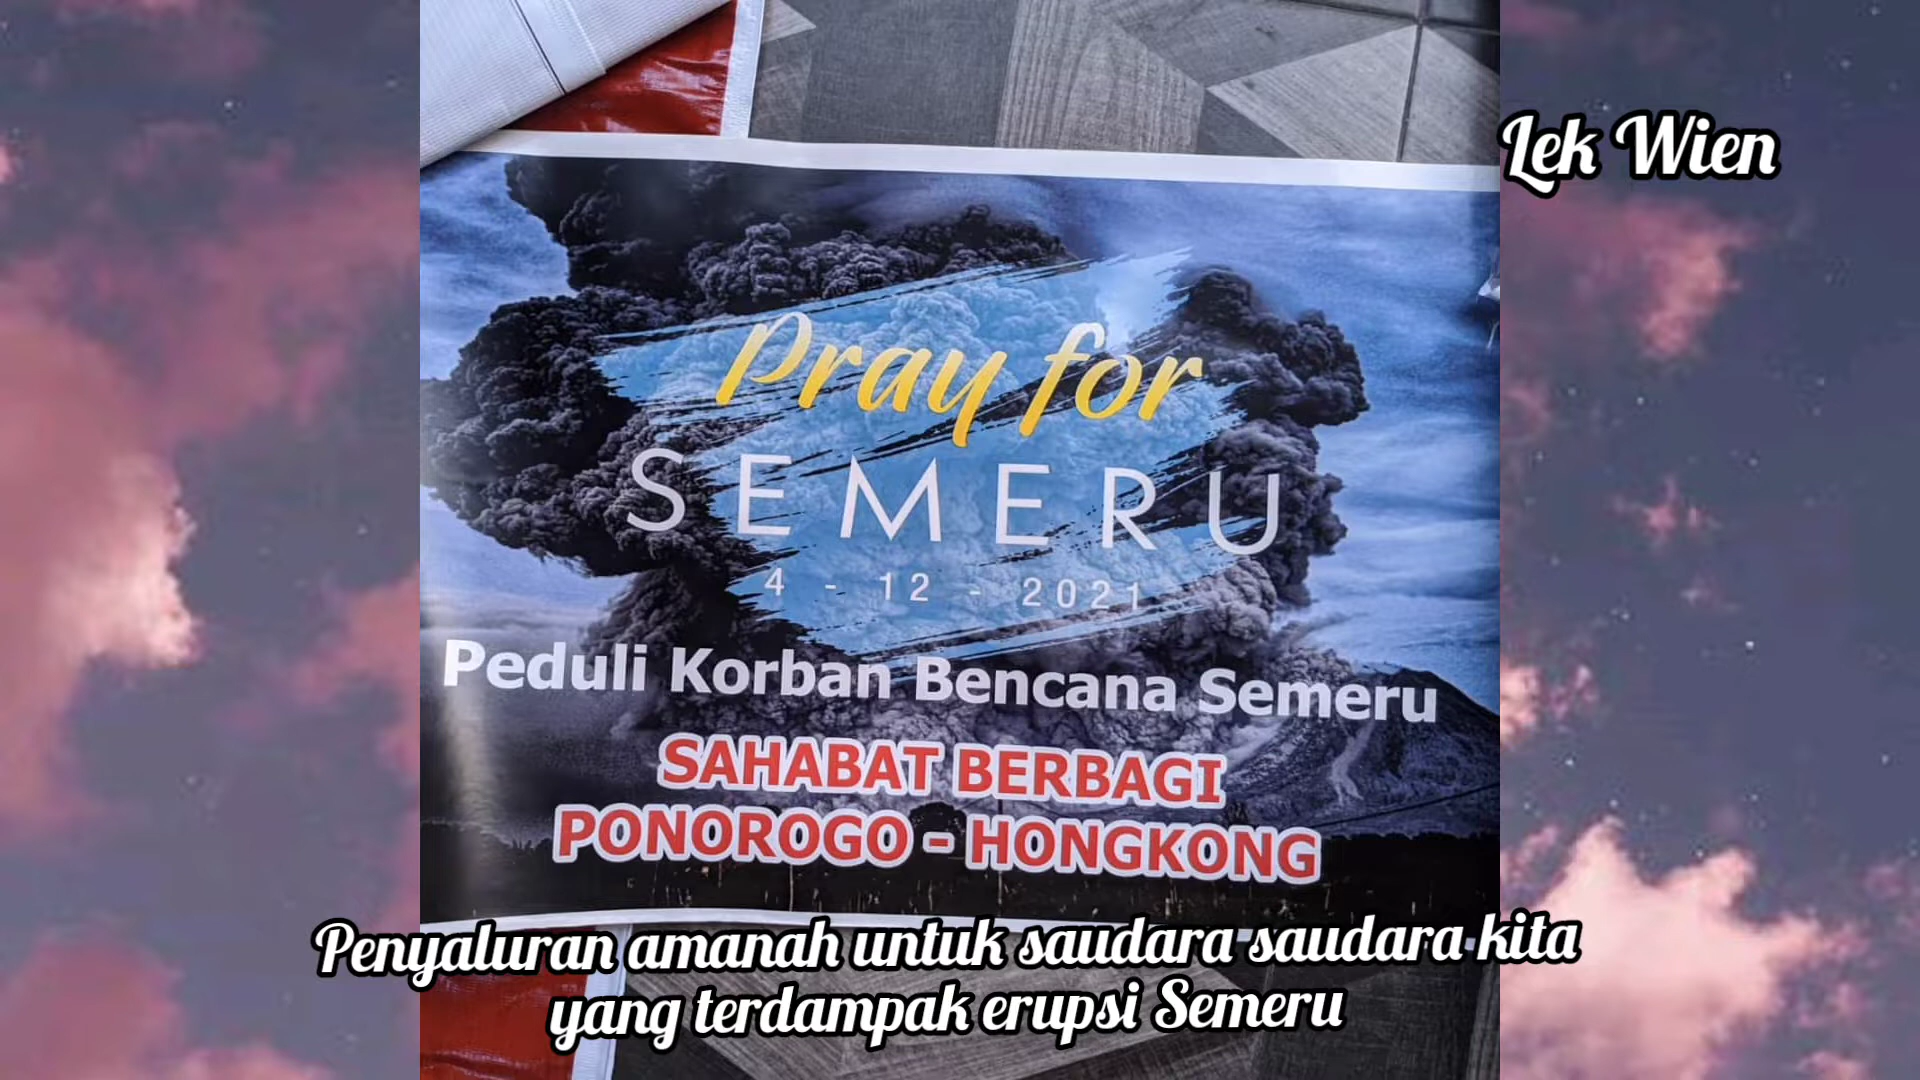 Lek Wien
Pray for
SEMERU
4 - 12 - 2021
Peduli Korban Bencana Semeru
SAHABAT BERBAGI
PONOROGO - HONGKONG
Penyaluran amanah untuk saudara saudara kita
yang terdampak erupsi Semeru